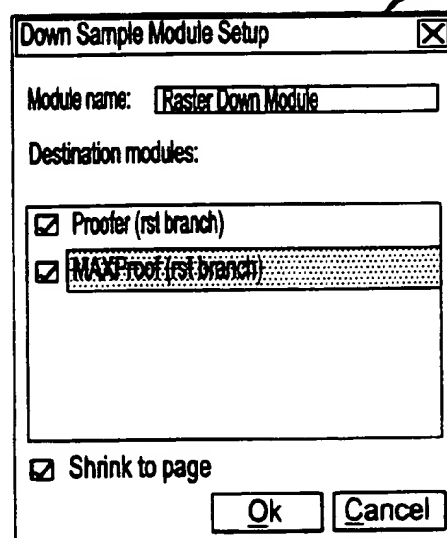 Down Sample Module Setup
Module name: Raster Down Module
Destination modules:
Proofer (rst branch)
MAXProof (rst branch)
Shrink to page
Ok Cancel